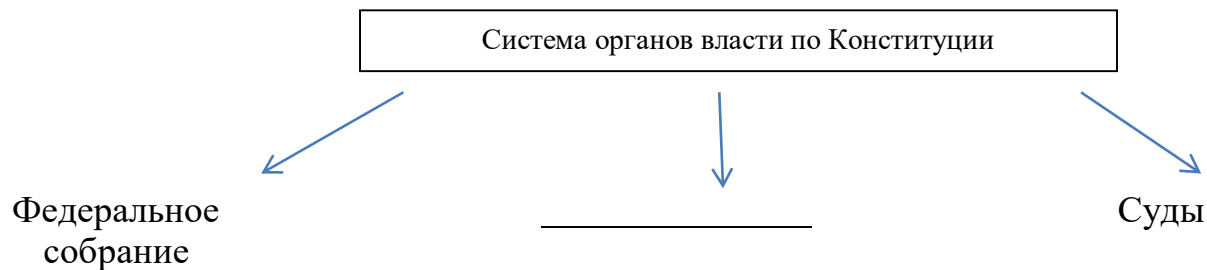 Система органов власти по Конституции
Федеральное
собрание
Суды